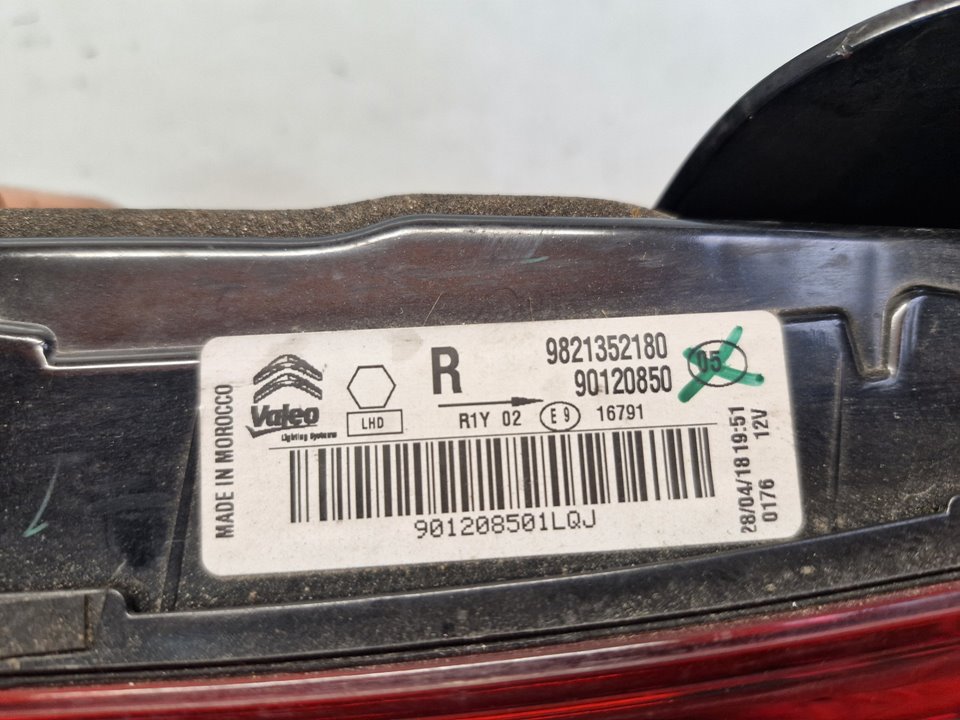 MADE IN MOROCCO
Valeo
Lighting Systems
LHD
R
9821352180
90120850
05
R1Y 02
E 9
16791
901208501LQJ
28/04/18 19:51
0176 12V